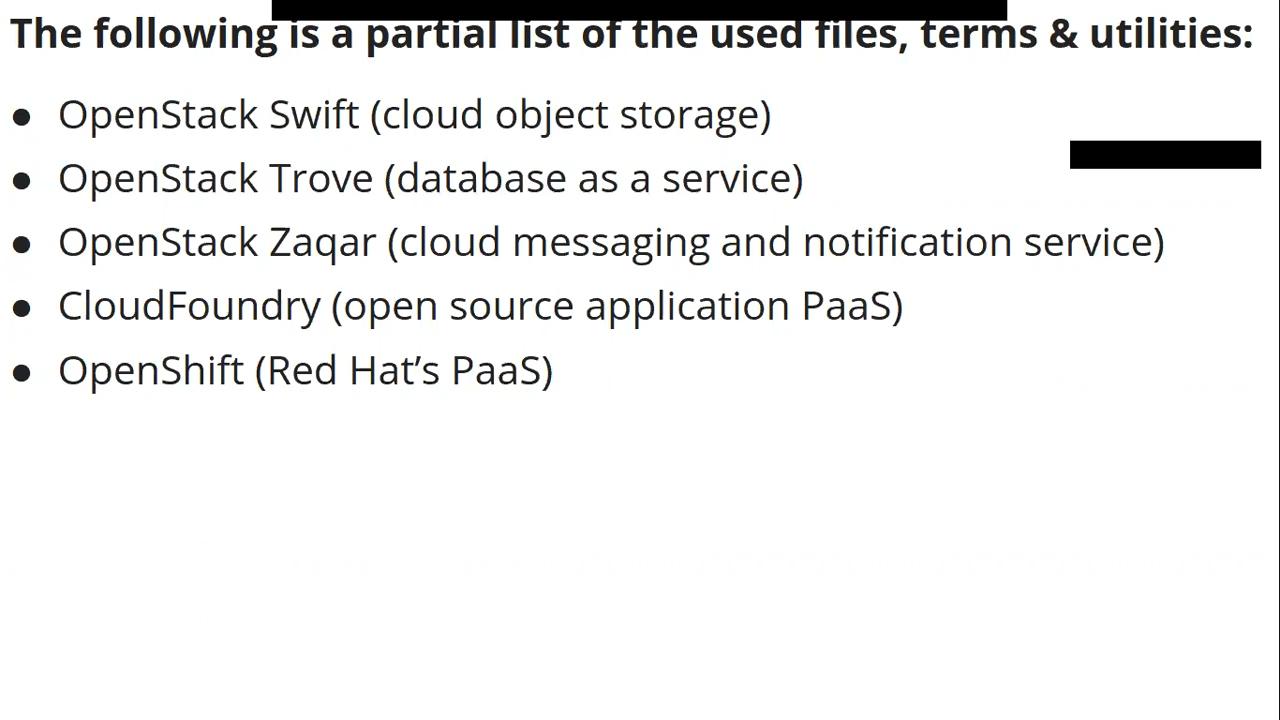 The following is a partial list of the used files, terms & utilities:
● OpenStack Swift (cloud object storage)
● OpenStack Trove (database as a service)
● OpenStack Zaqar (cloud messaging and notification service)
● CloudFoundry (open source application PaaS)
● OpenShift (Red Hat’s PaaS)